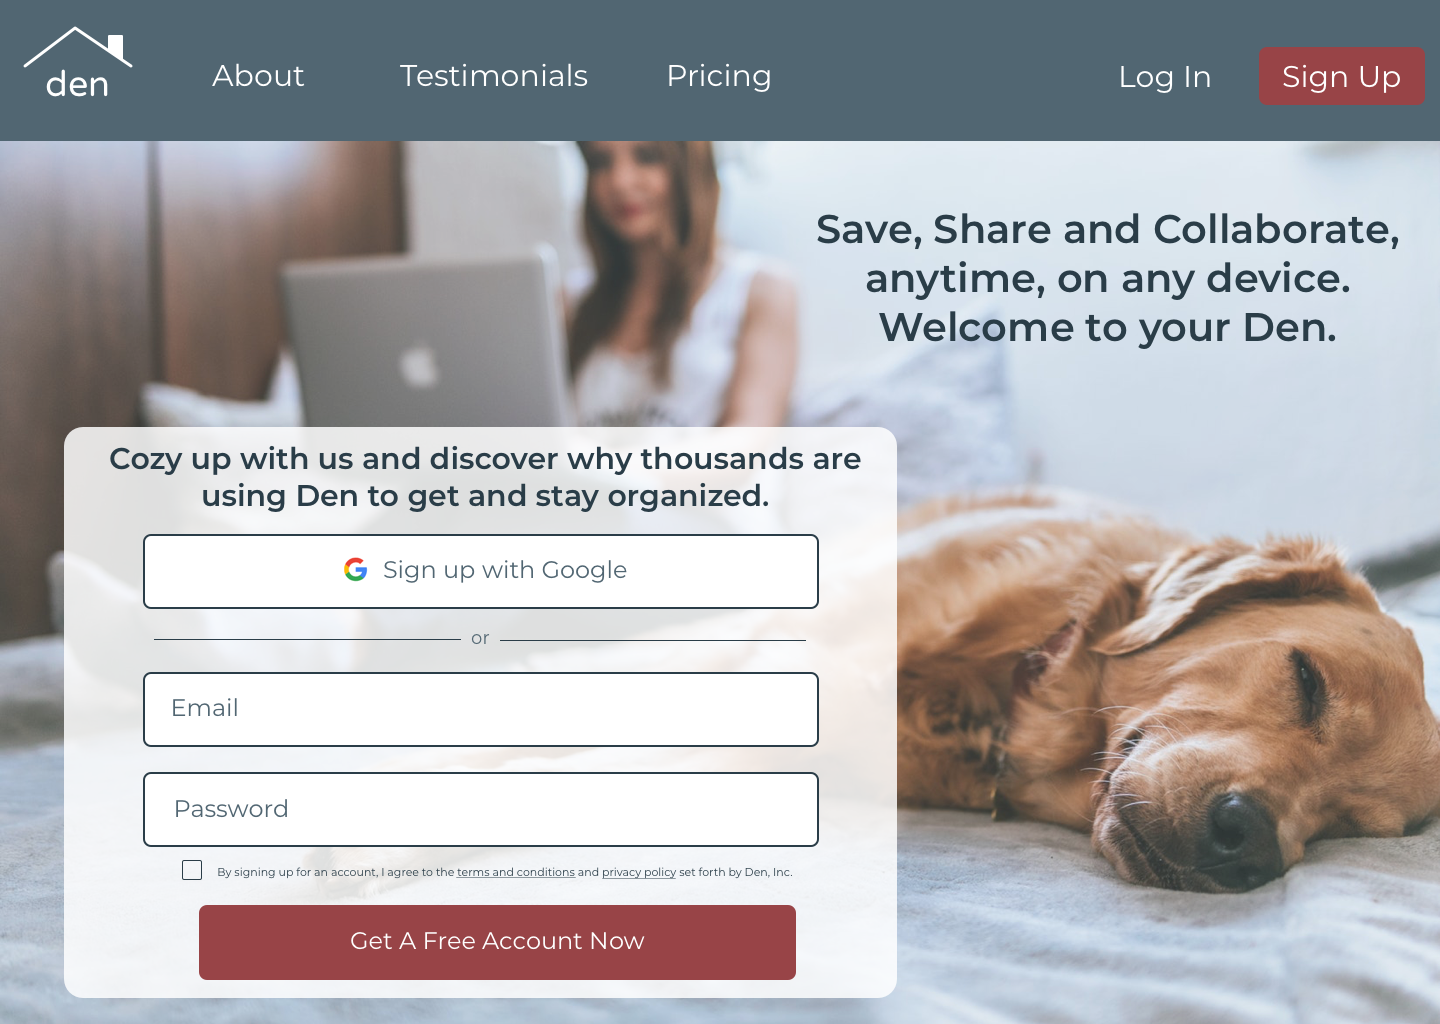 den
About
Testimonials
Pricing
Log In
Sign Up
Save, Share and Collaborate,
anytime, on any device.
Welcome to your Den.
Cozy up with us and discover why thousands are
using Den to get and stay organized.
Sign up with Google
or
Email
Password
By signing up for an account, I agree to the terms and conditions and privacy policy set forth by Den, Inc.
Get A Free Account Now